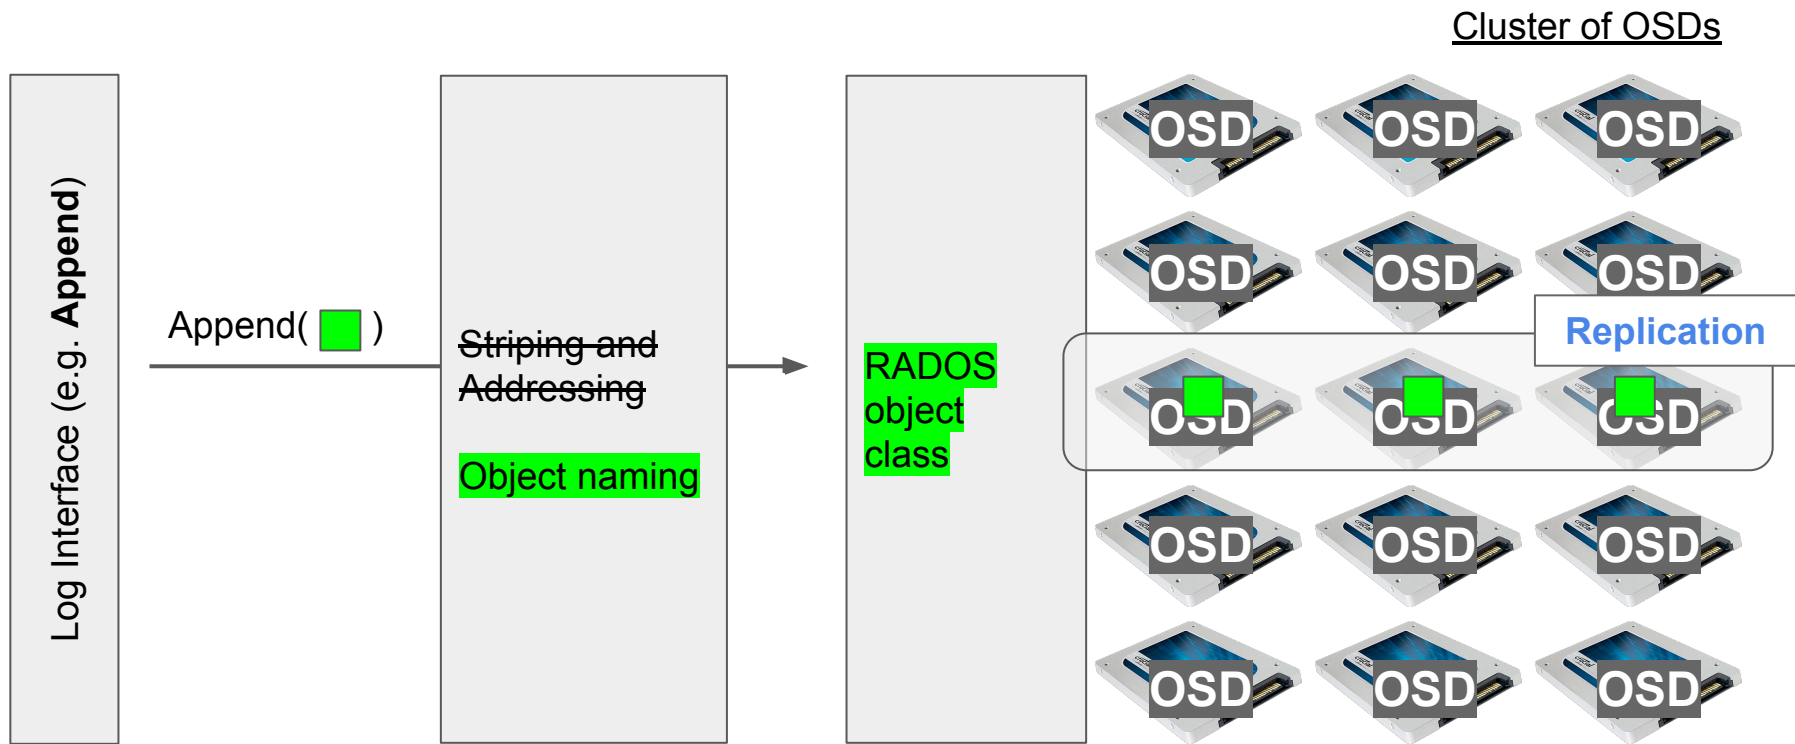 Cluster of OSDs
Log Interface (e.g. Append)
Append( )
Striping and
Addressing
Object naming
RADOS
object
class
OSD OSD OSD
OSD OSD OSD
Replication
OSD OSD OSD
OSD OSD OSD
OSD OSD OSD